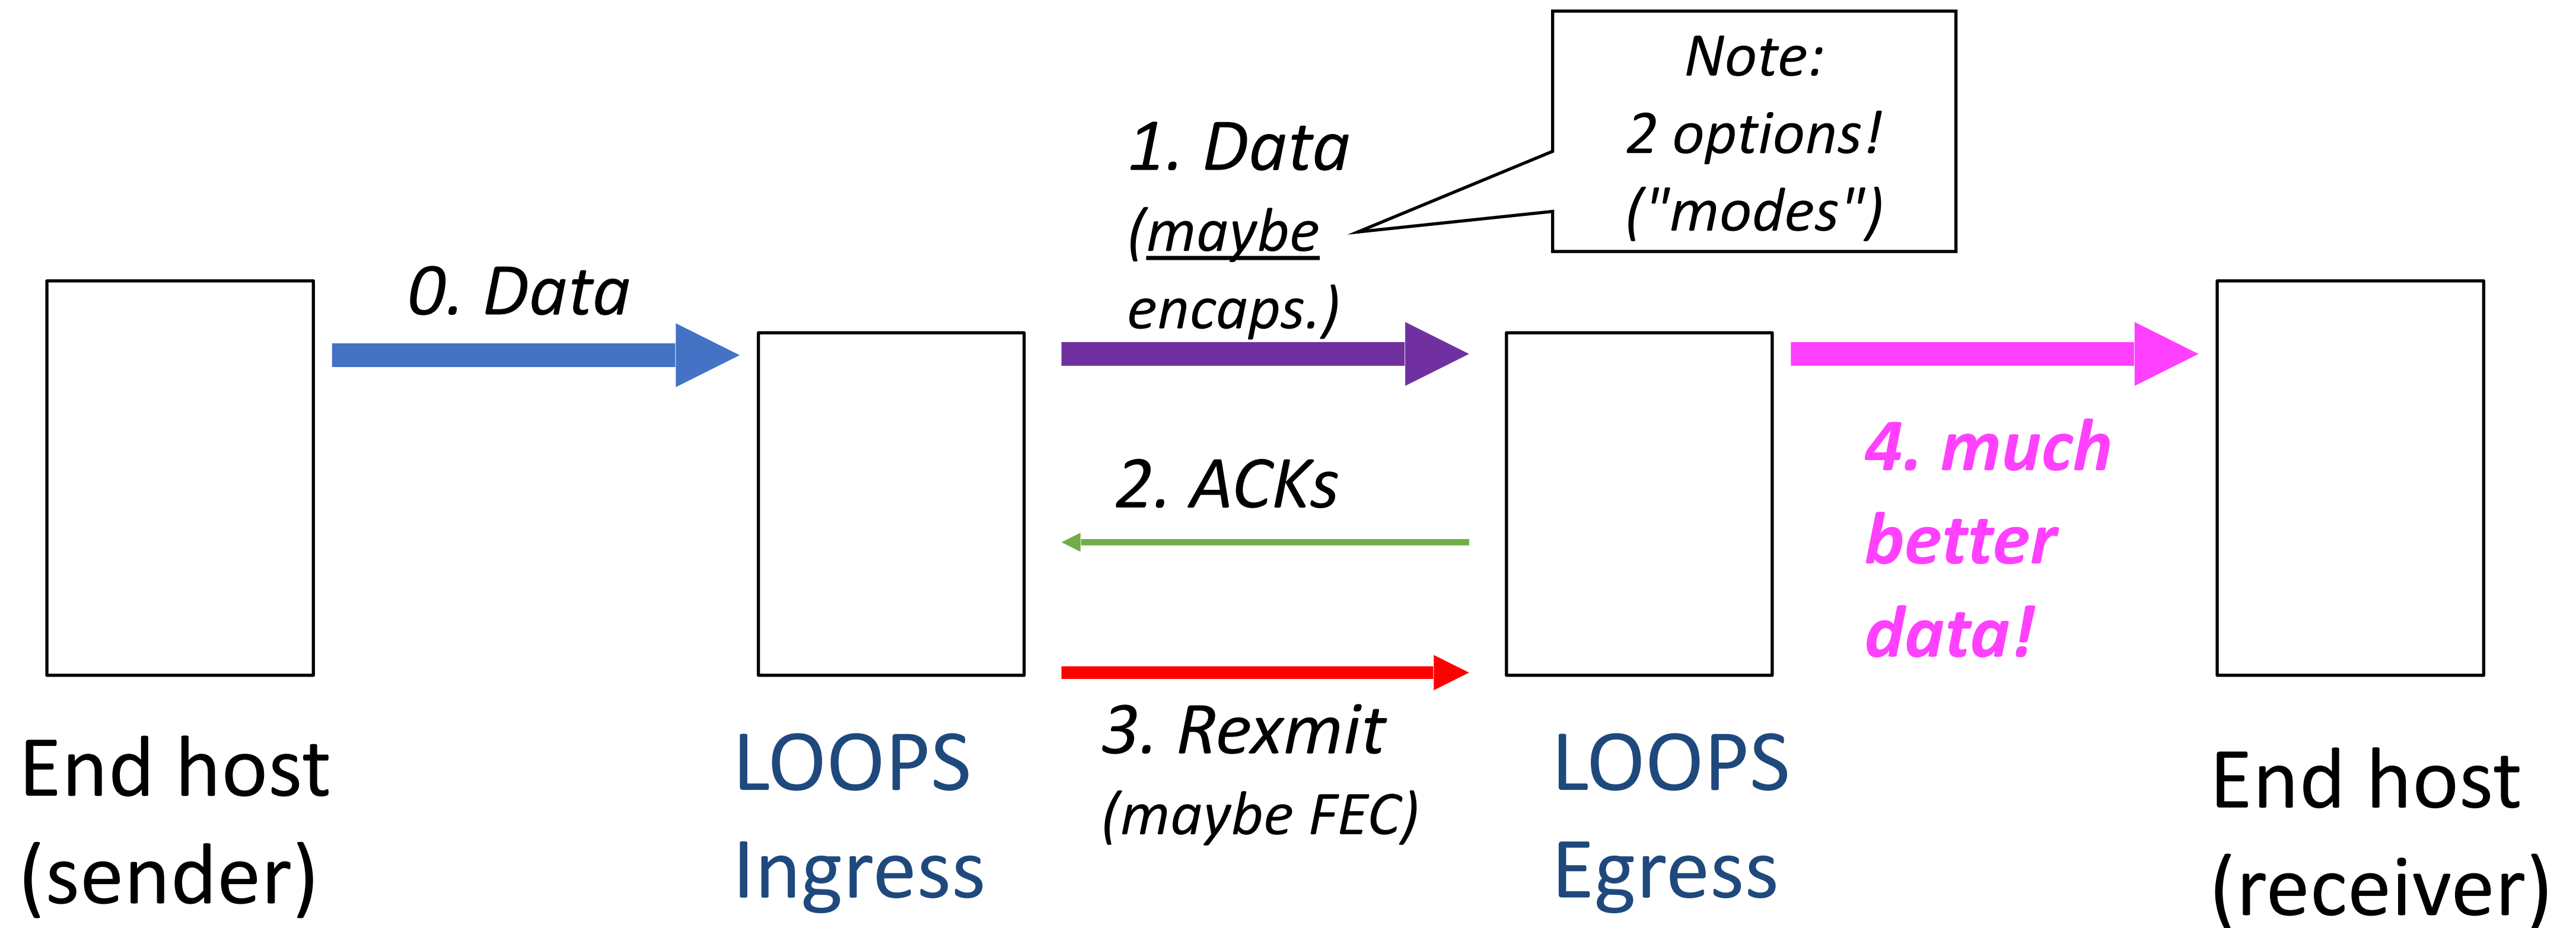 Note:
2 options!
("modes")
1. Data
(maybe
encaps.)
0. Data
2. ACKs
4. much
better
data!
3. Rexmit
(maybe FEC)
End host
(sender)
LOOPS
Ingress
LOOPS
Egress
End host
(receiver)